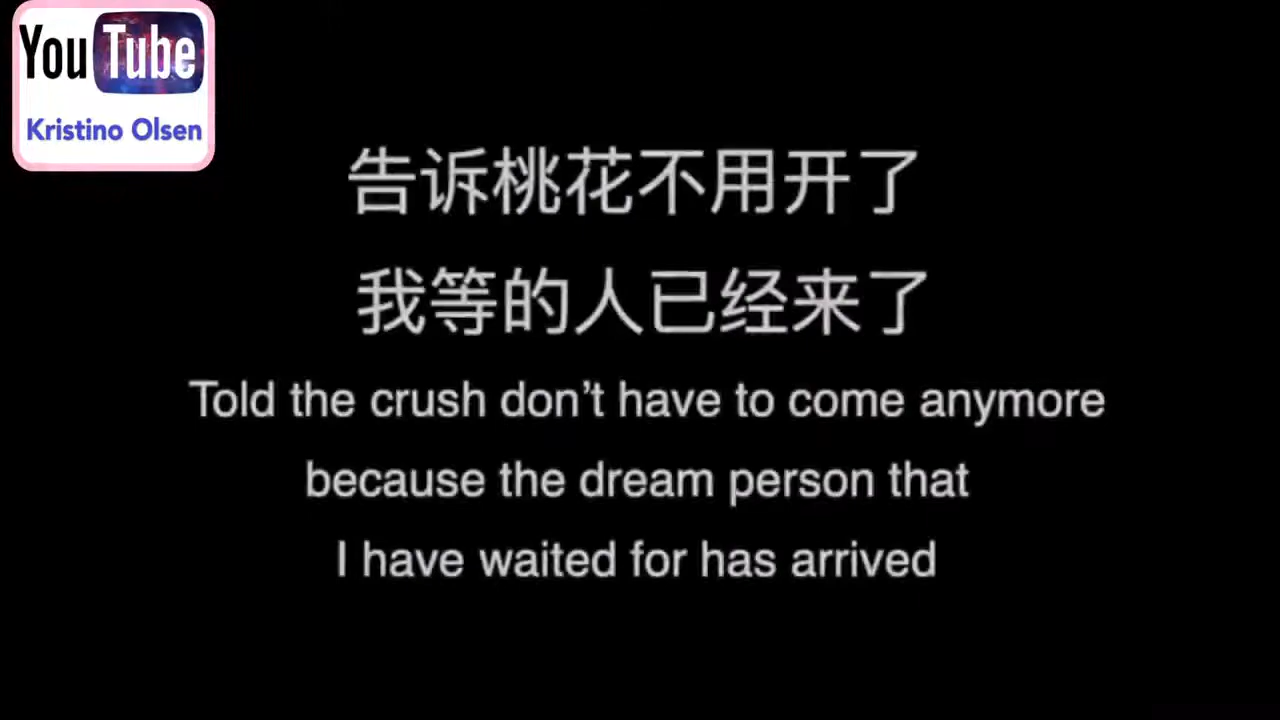 YouTube
Kristino Olsen
告诉桃花不用开了
我等的人已经来了
Told the crush don't have to come anymore
because the dream person that
I have waited for has arrived